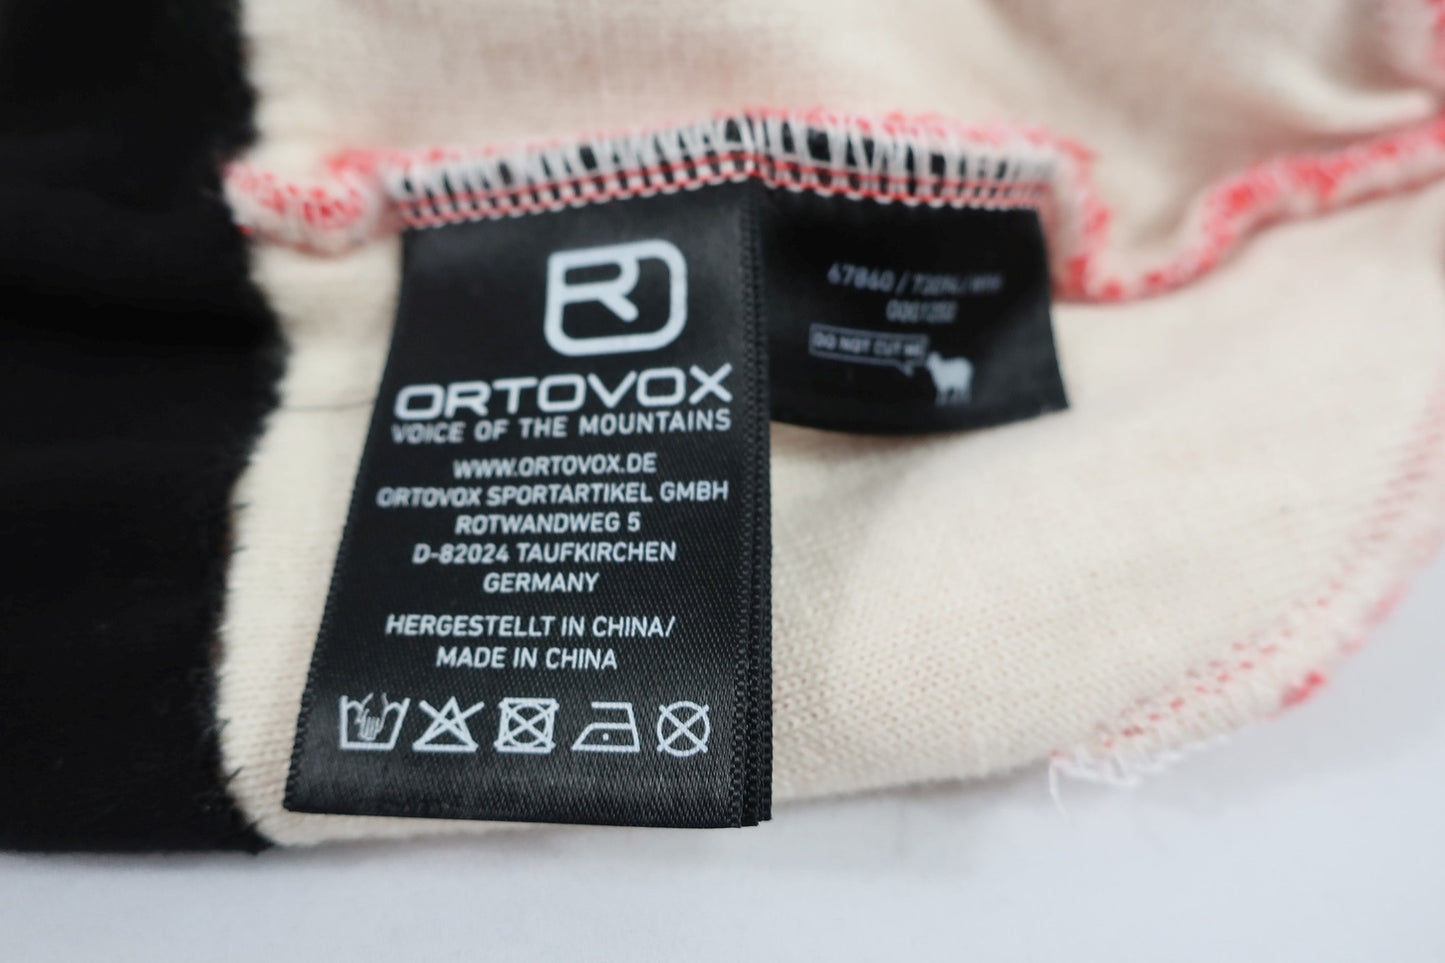 ORTOVOX
VOICE OF THE MOUNTAINS
WWW.ORTOVOX.DE
ORTOVOX SPORTARTIKEL GMBH
ROTWANDWEG 5
D-82024 TAUFKIRCHEN
GERMANY
HERGESTELLT IN CHINA/
MADE IN CHINA
47860 /
DO NOT CUT ME